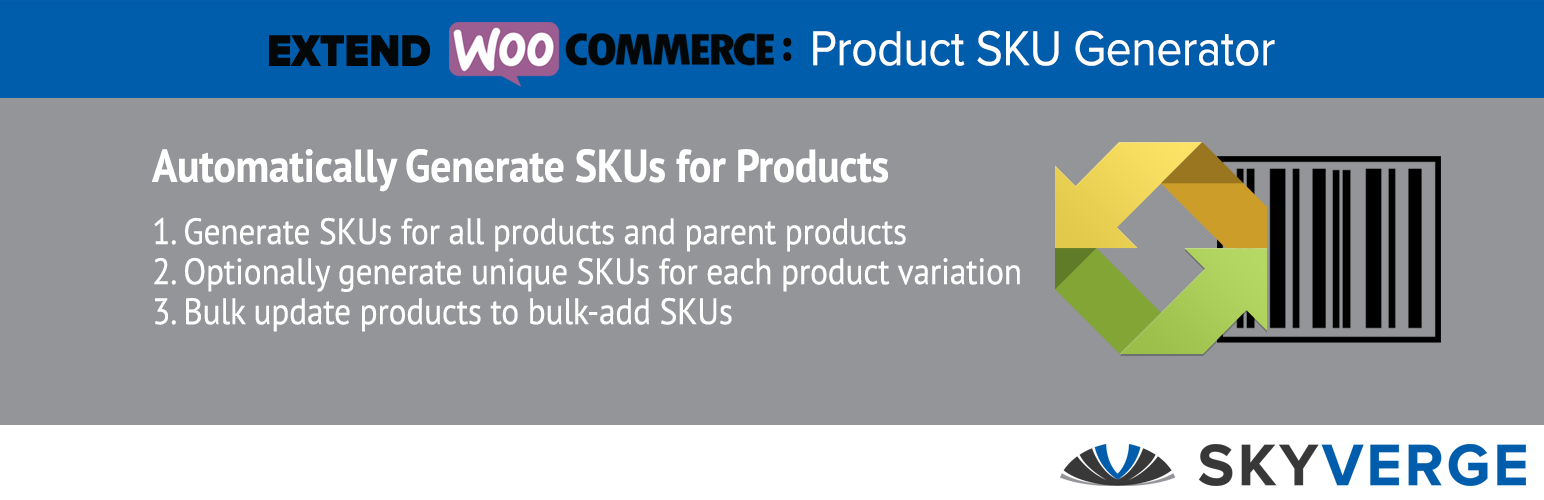 EXTEND WOO COMMERCE: Product SKU Generator
Automatically Generate SKUs for Products
1. Generate SKUs for all products and parent products
2. Optionally generate unique SKUs for each product variation
3. Bulk update products to bulk-add SKUs
SKYVERGE